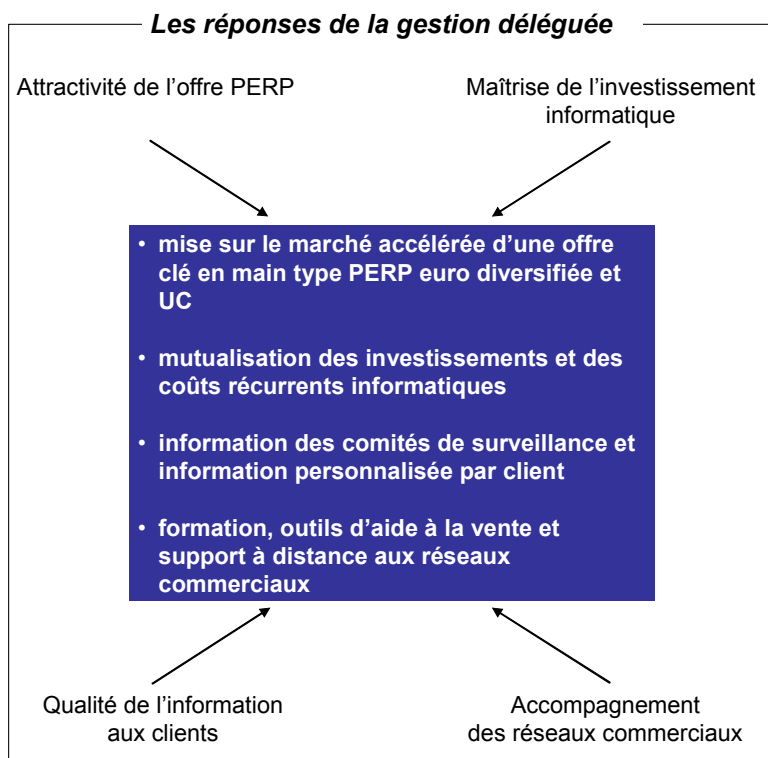 Les réponses de la gestion déléguée
Attractivité de l'offre PERP
Maîtrise de l'investissement
informatique
• mise sur le marché accélérée d'une offre
clé en main type PERP euro diversifiée et
UC
• mutualisation des investissements et des
coûts récurrents informatiques
• information des comités de surveillance et
information personnalisée par client
• formation, outils d'aide à la vente et
support à distance aux réseaux
commerciaux
Qualité de l'information
aux clients
Accompagnement
des réseaux commerciaux